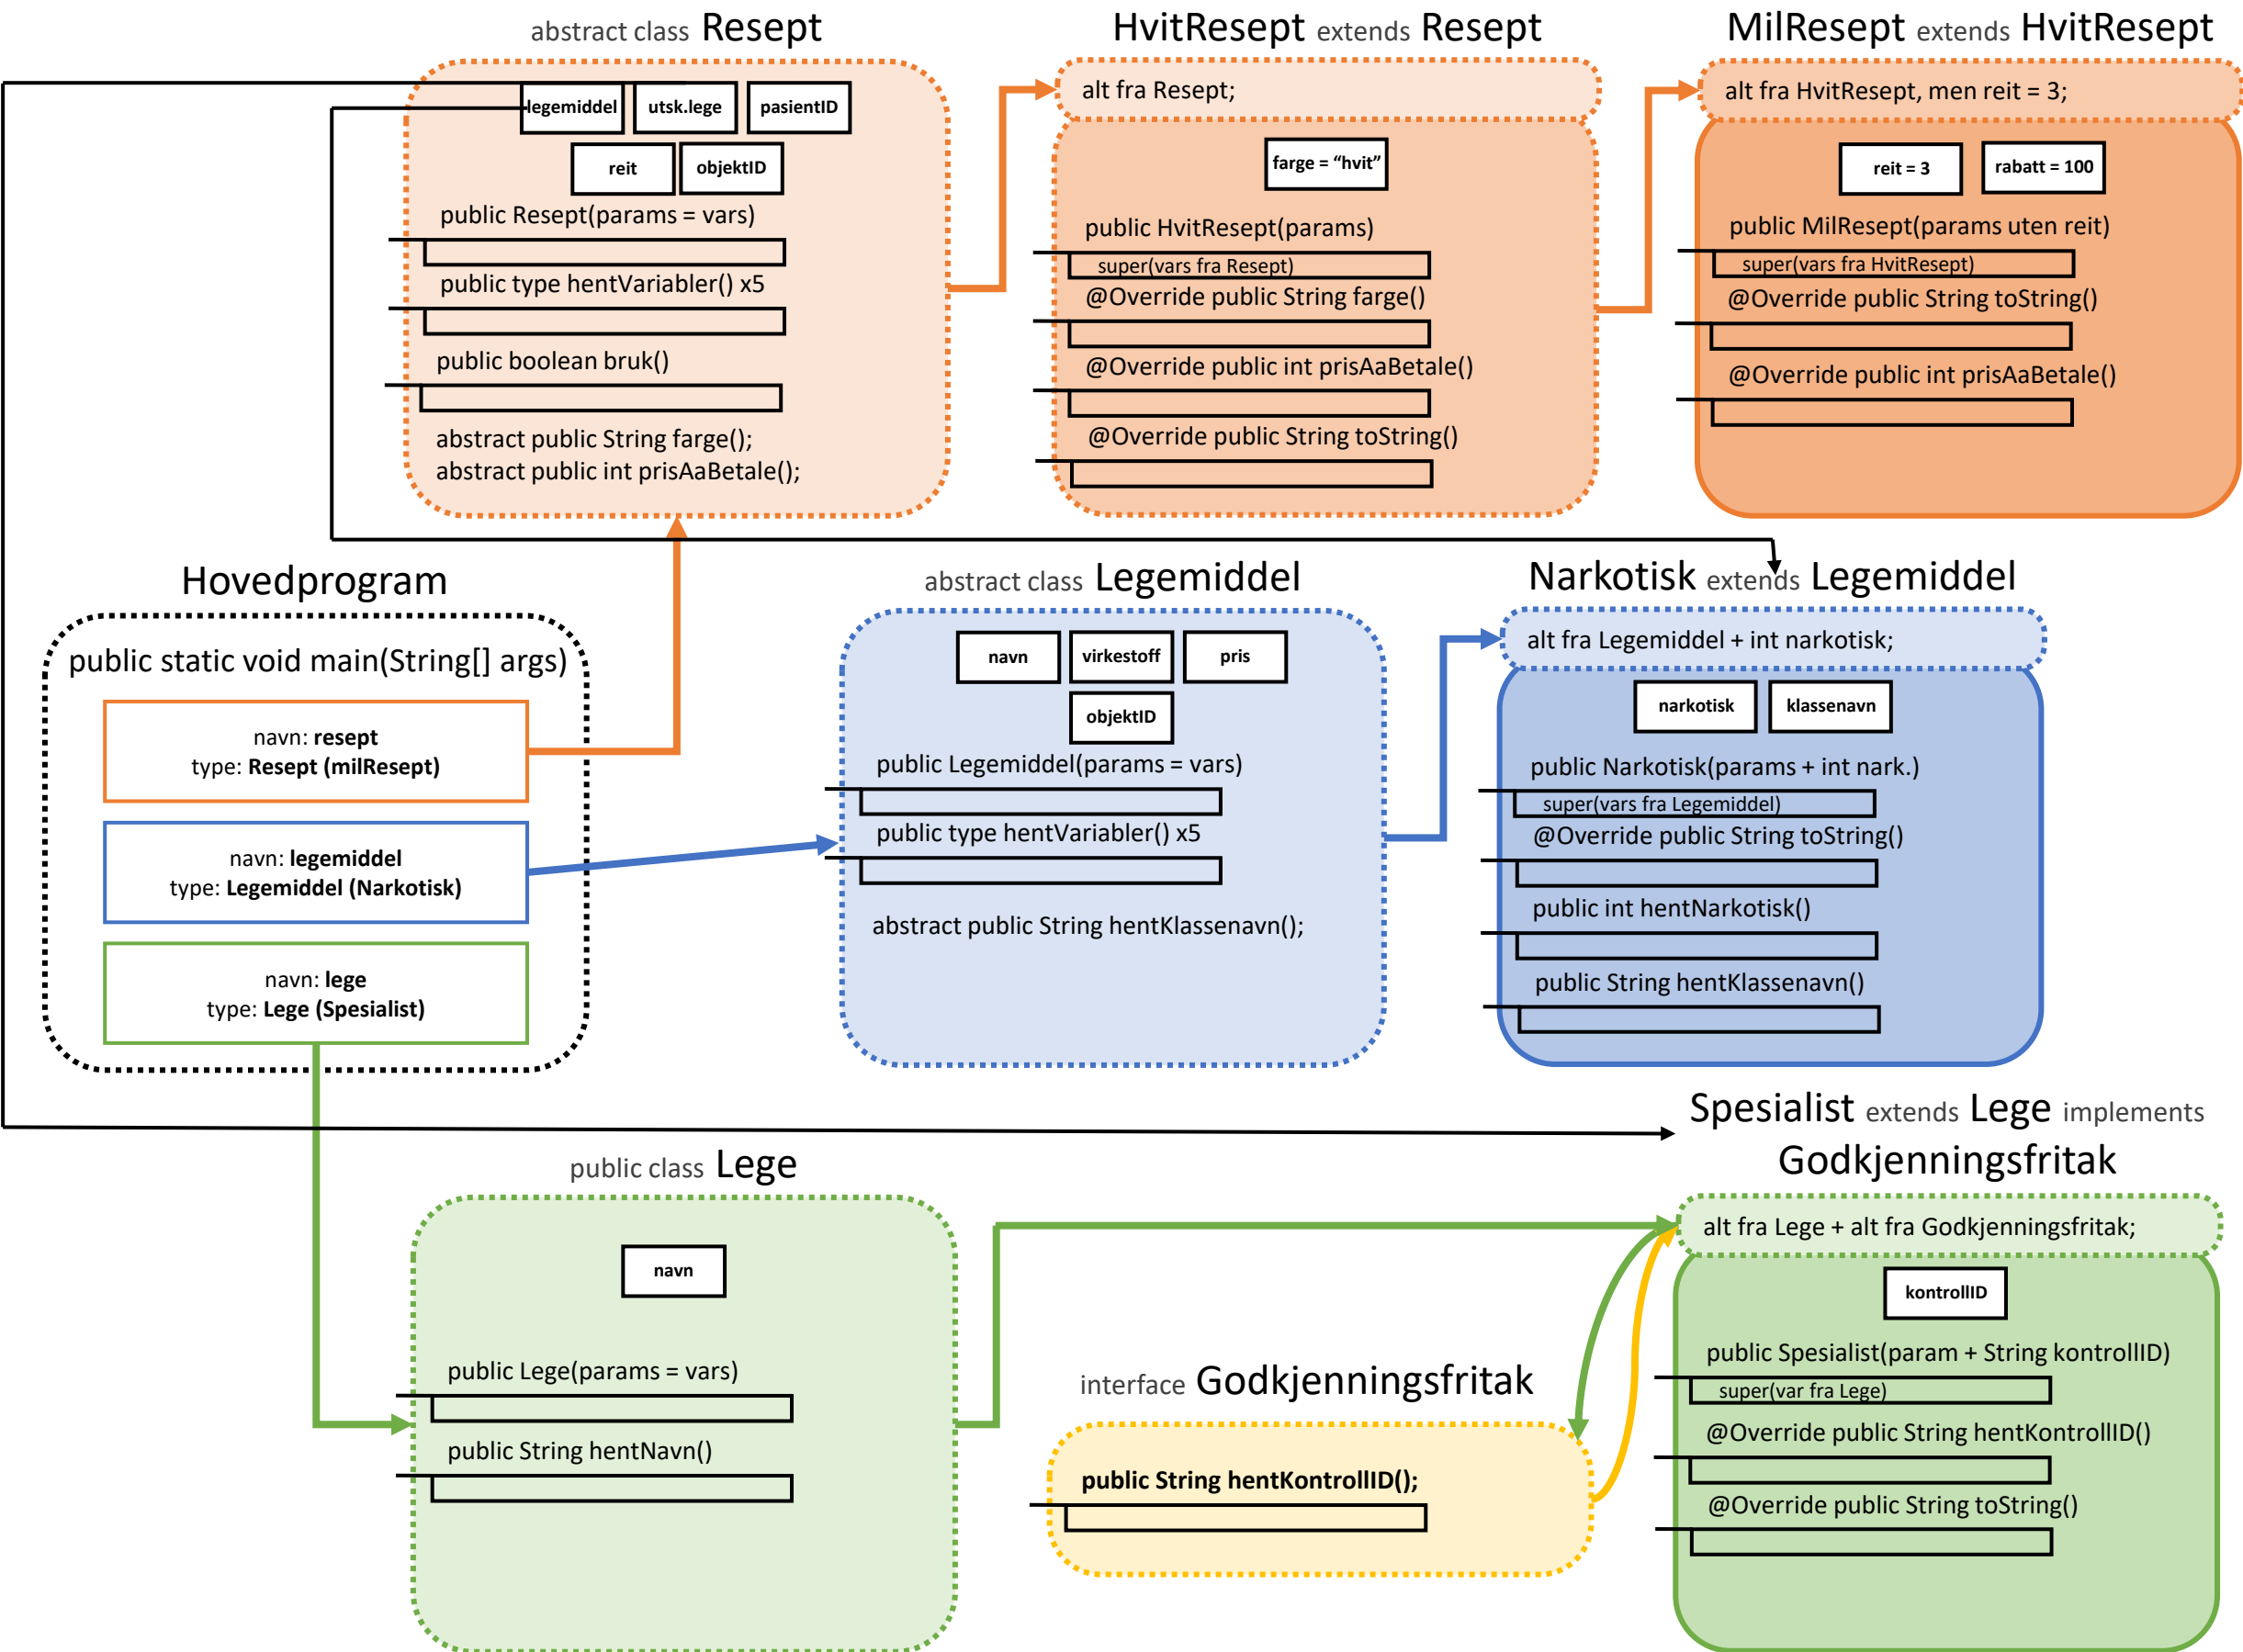 abstract class Resept
legemiddel
utsk.lege
pasientID
reit
objektID
public Resept(params = vars)
public type hentVariabler() x5
public boolean bruk()
abstract public String farge();
abstract public int prisAaBetale();
HvitResept extends Resept
alt fra Resept;
farge = “hvit”
public HvitResept(params)
super(vars fra Resept)
@Override public String farge()
@Override public int prisAaBetale()
@Override public String toString()
MilResept extends HvitResept
alt fra HvitResept, men reit = 3;
reit = 3
rabatt = 100
public MilResept(params uten reit)
super(vars fra HvitResept)
@Override public String toString()
@Override public int prisAaBetale()
Hovedprogram
public static void main(String[] args)
navn: resept
type: Resept (milResept)
navn: legemiddel
type: Legemiddel (Narkotisk)
navn: lege
type: Lege (Spesialist)
abstract class Legemiddel
navn
virkestoff
pris
objektID
public Legemiddel(params = vars)
public type hentVariabler() x5
abstract public String hentKlassenavn();
Narkotisk extends Legemiddel
alt fra Legemiddel + int narkotisk;
narkotisk
klassenavn
public Narkotisk(params + int nark.)
super(vars fra Legemiddel)
@Override public String toString()
public int hentNarkotisk()
public String hentKlassenavn()
public class Lege
navn
public Lege(params = vars)
public String hentNavn()
interface Godkjenningsfritak
public String hentKontrollID();
Spesialist extends Lege implements
Godkjenningsfritak
alt fra Lege + alt fra Godkjenningsfritak;
kontrollID
public Spesialist(param + String kontrollID)
super(var fra Lege)
@Override public String hentKontrollID()
@Override public String toString()